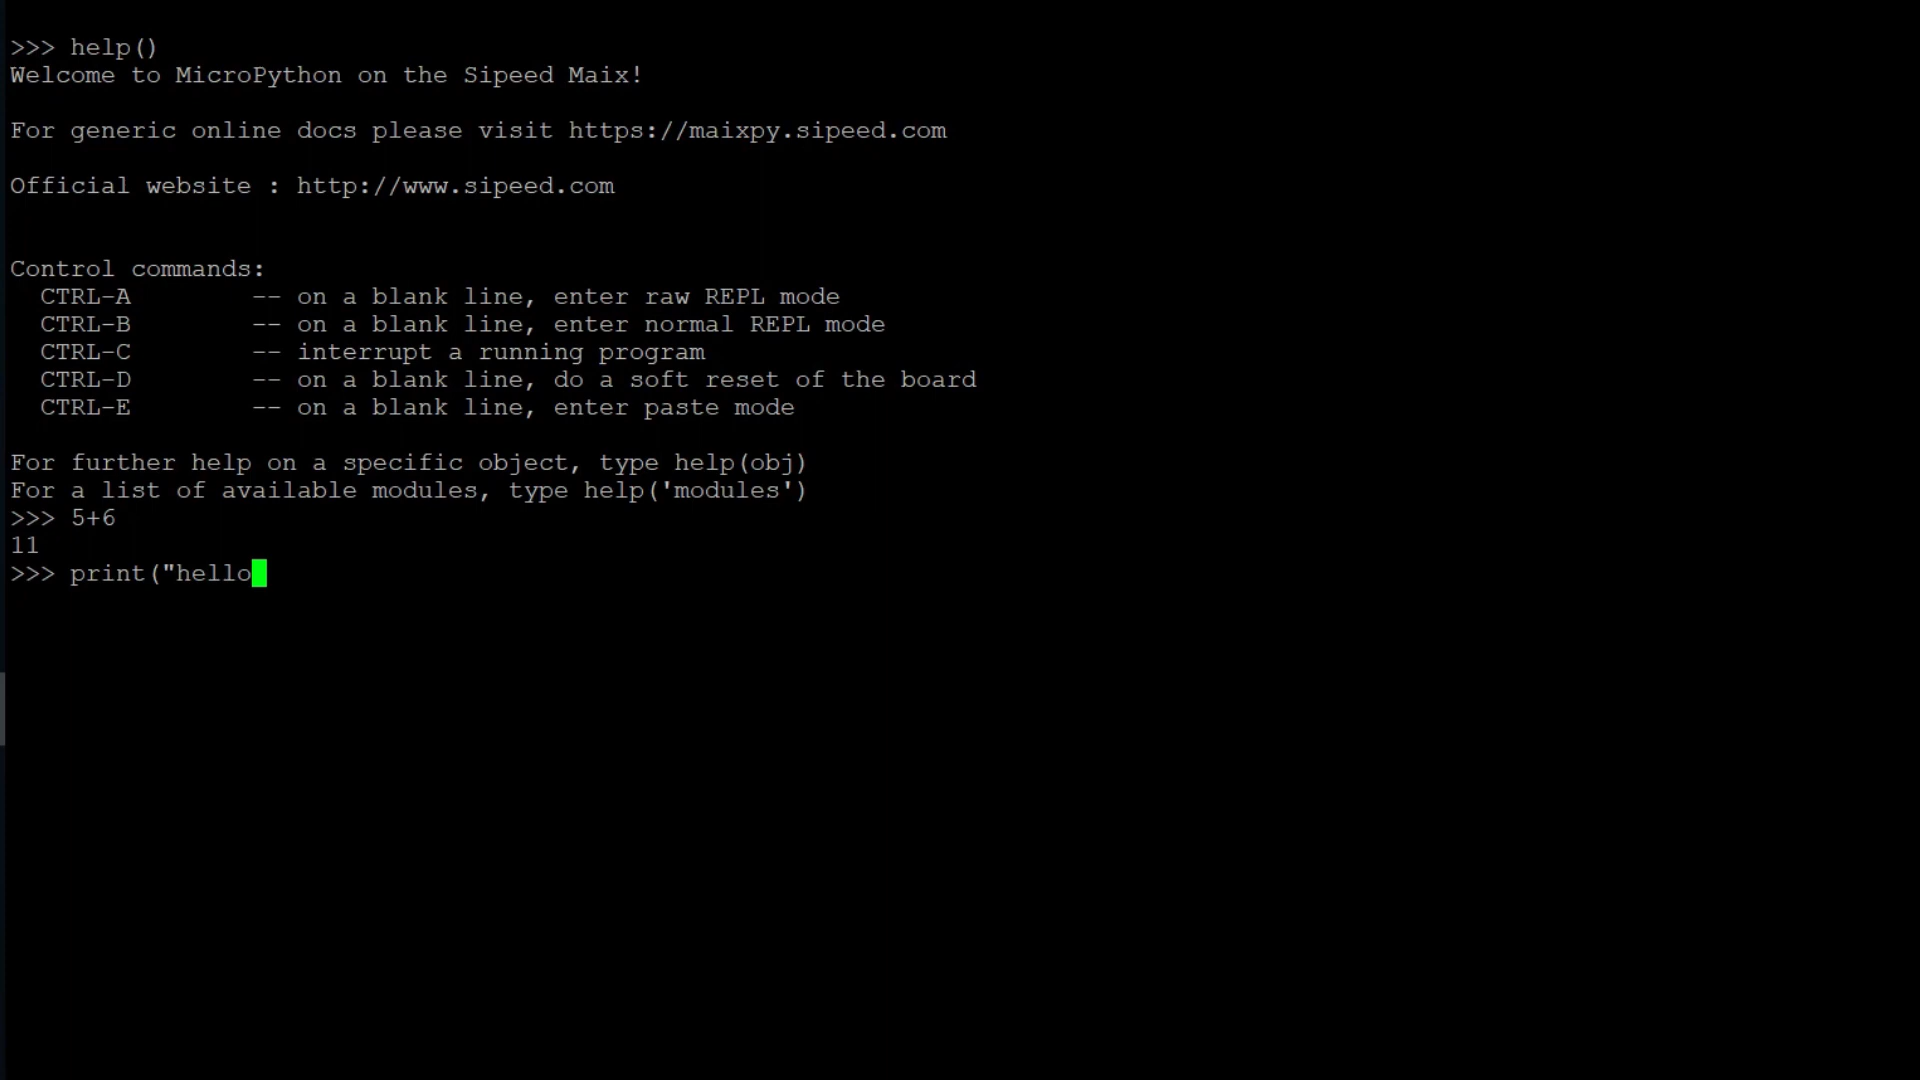 >>> help()
Welcome to MicroPython on the Sipeed Maix!
For generic online docs please visit https://maixpy.sipeed.com
Official website : http://www.sipeed.com
Control commands:
  CTRL-A        -- on a blank line, enter raw REPL mode
  CTRL-B        -- on a blank line, enter normal REPL mode
  CTRL-C        -- interrupt a running program
  CTRL-D        -- on a blank line, do a soft reset of the board
  CTRL-E        -- on a blank line, enter paste mode
For further help on a specific object, type help(obj)
For a list of available modules, type help('modules')
>>> 5+6
11
>>> print("hello